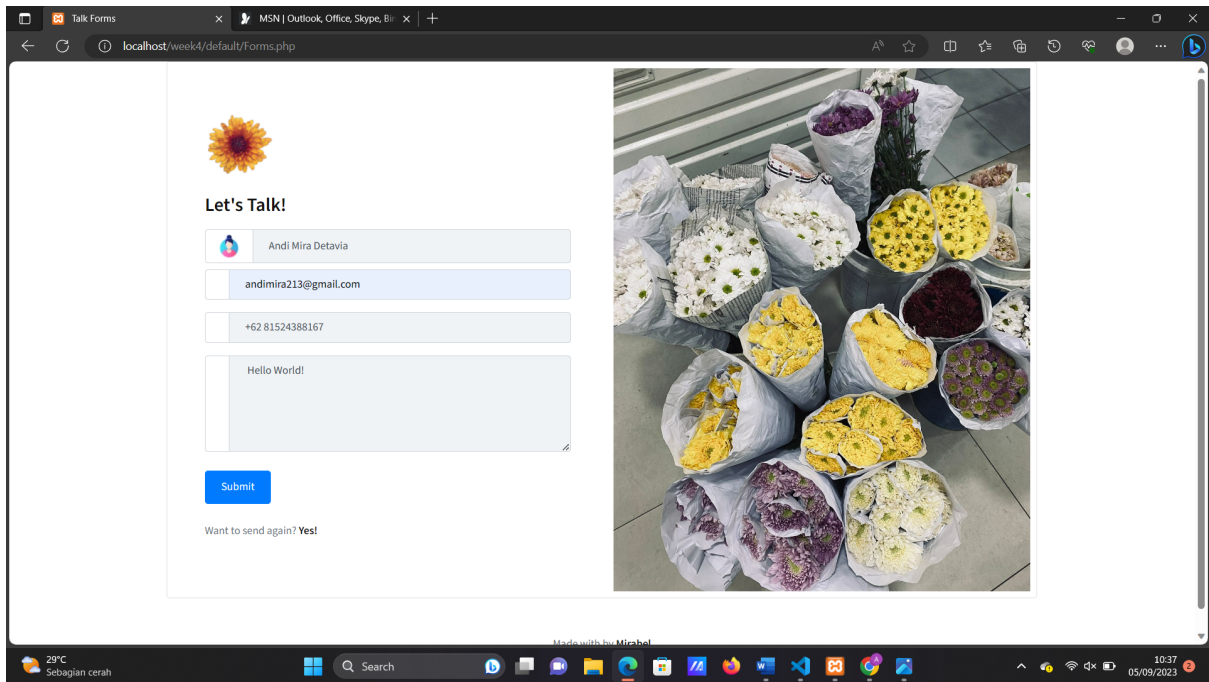 Talk Forms
MSN | Outlook, Office, Skype, Bin
localhost/week4/default/Forms.php
Let's Talk!
Andi Mira Detavia
andimira213@gmail.com
+62 81524388167
Hello World!
Submit
Want to send again? Yes!
Made with by Mirabel
29°C
Sebagian cerah
Search
10:37
05/09/2023
2